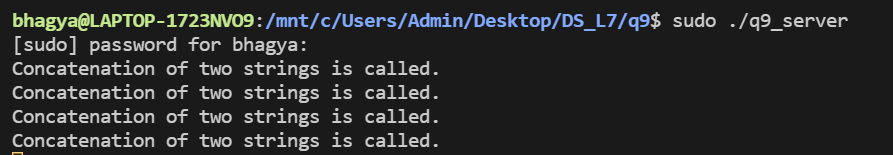 bhagya@LAPTOP-1723NVO9:/mnt/c/Users/Admin/Desktop/DS_L7/q9$ sudo ./q9_server
[sudo] password for bhagya:
Concatenation of two strings is called.
Concatenation of two strings is called.
Concatenation of two strings is called.
Concatenation of two strings is called.